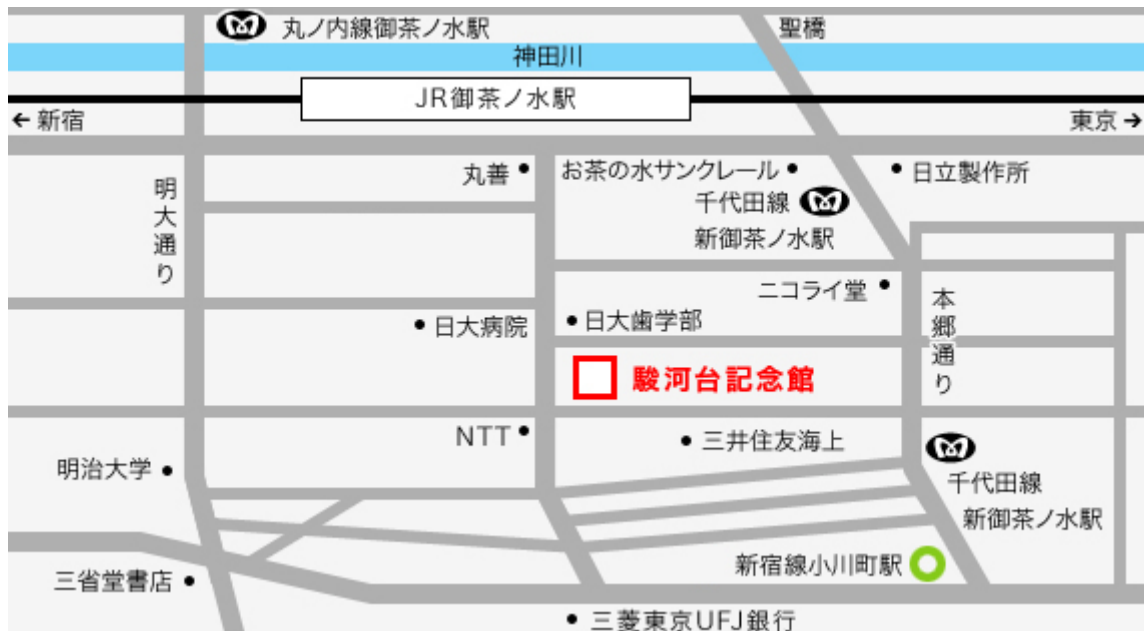 丸ノ内線御茶ノ水駅
聖橋
神田川
JR御茶ノ水駅
←新宿
東京→
丸善
お茶の水サンクレール
日立製作所
明大通り
千代田線
新御茶ノ水駅
ニコライ堂
本郷通り
日大病院
日大歯学部
駿河台記念館
NTT
三井住友海上
明治大学
千代田線
新御茶ノ水駅
新宿線小川町駅
三省堂書店
三菱東京UFJ銀行